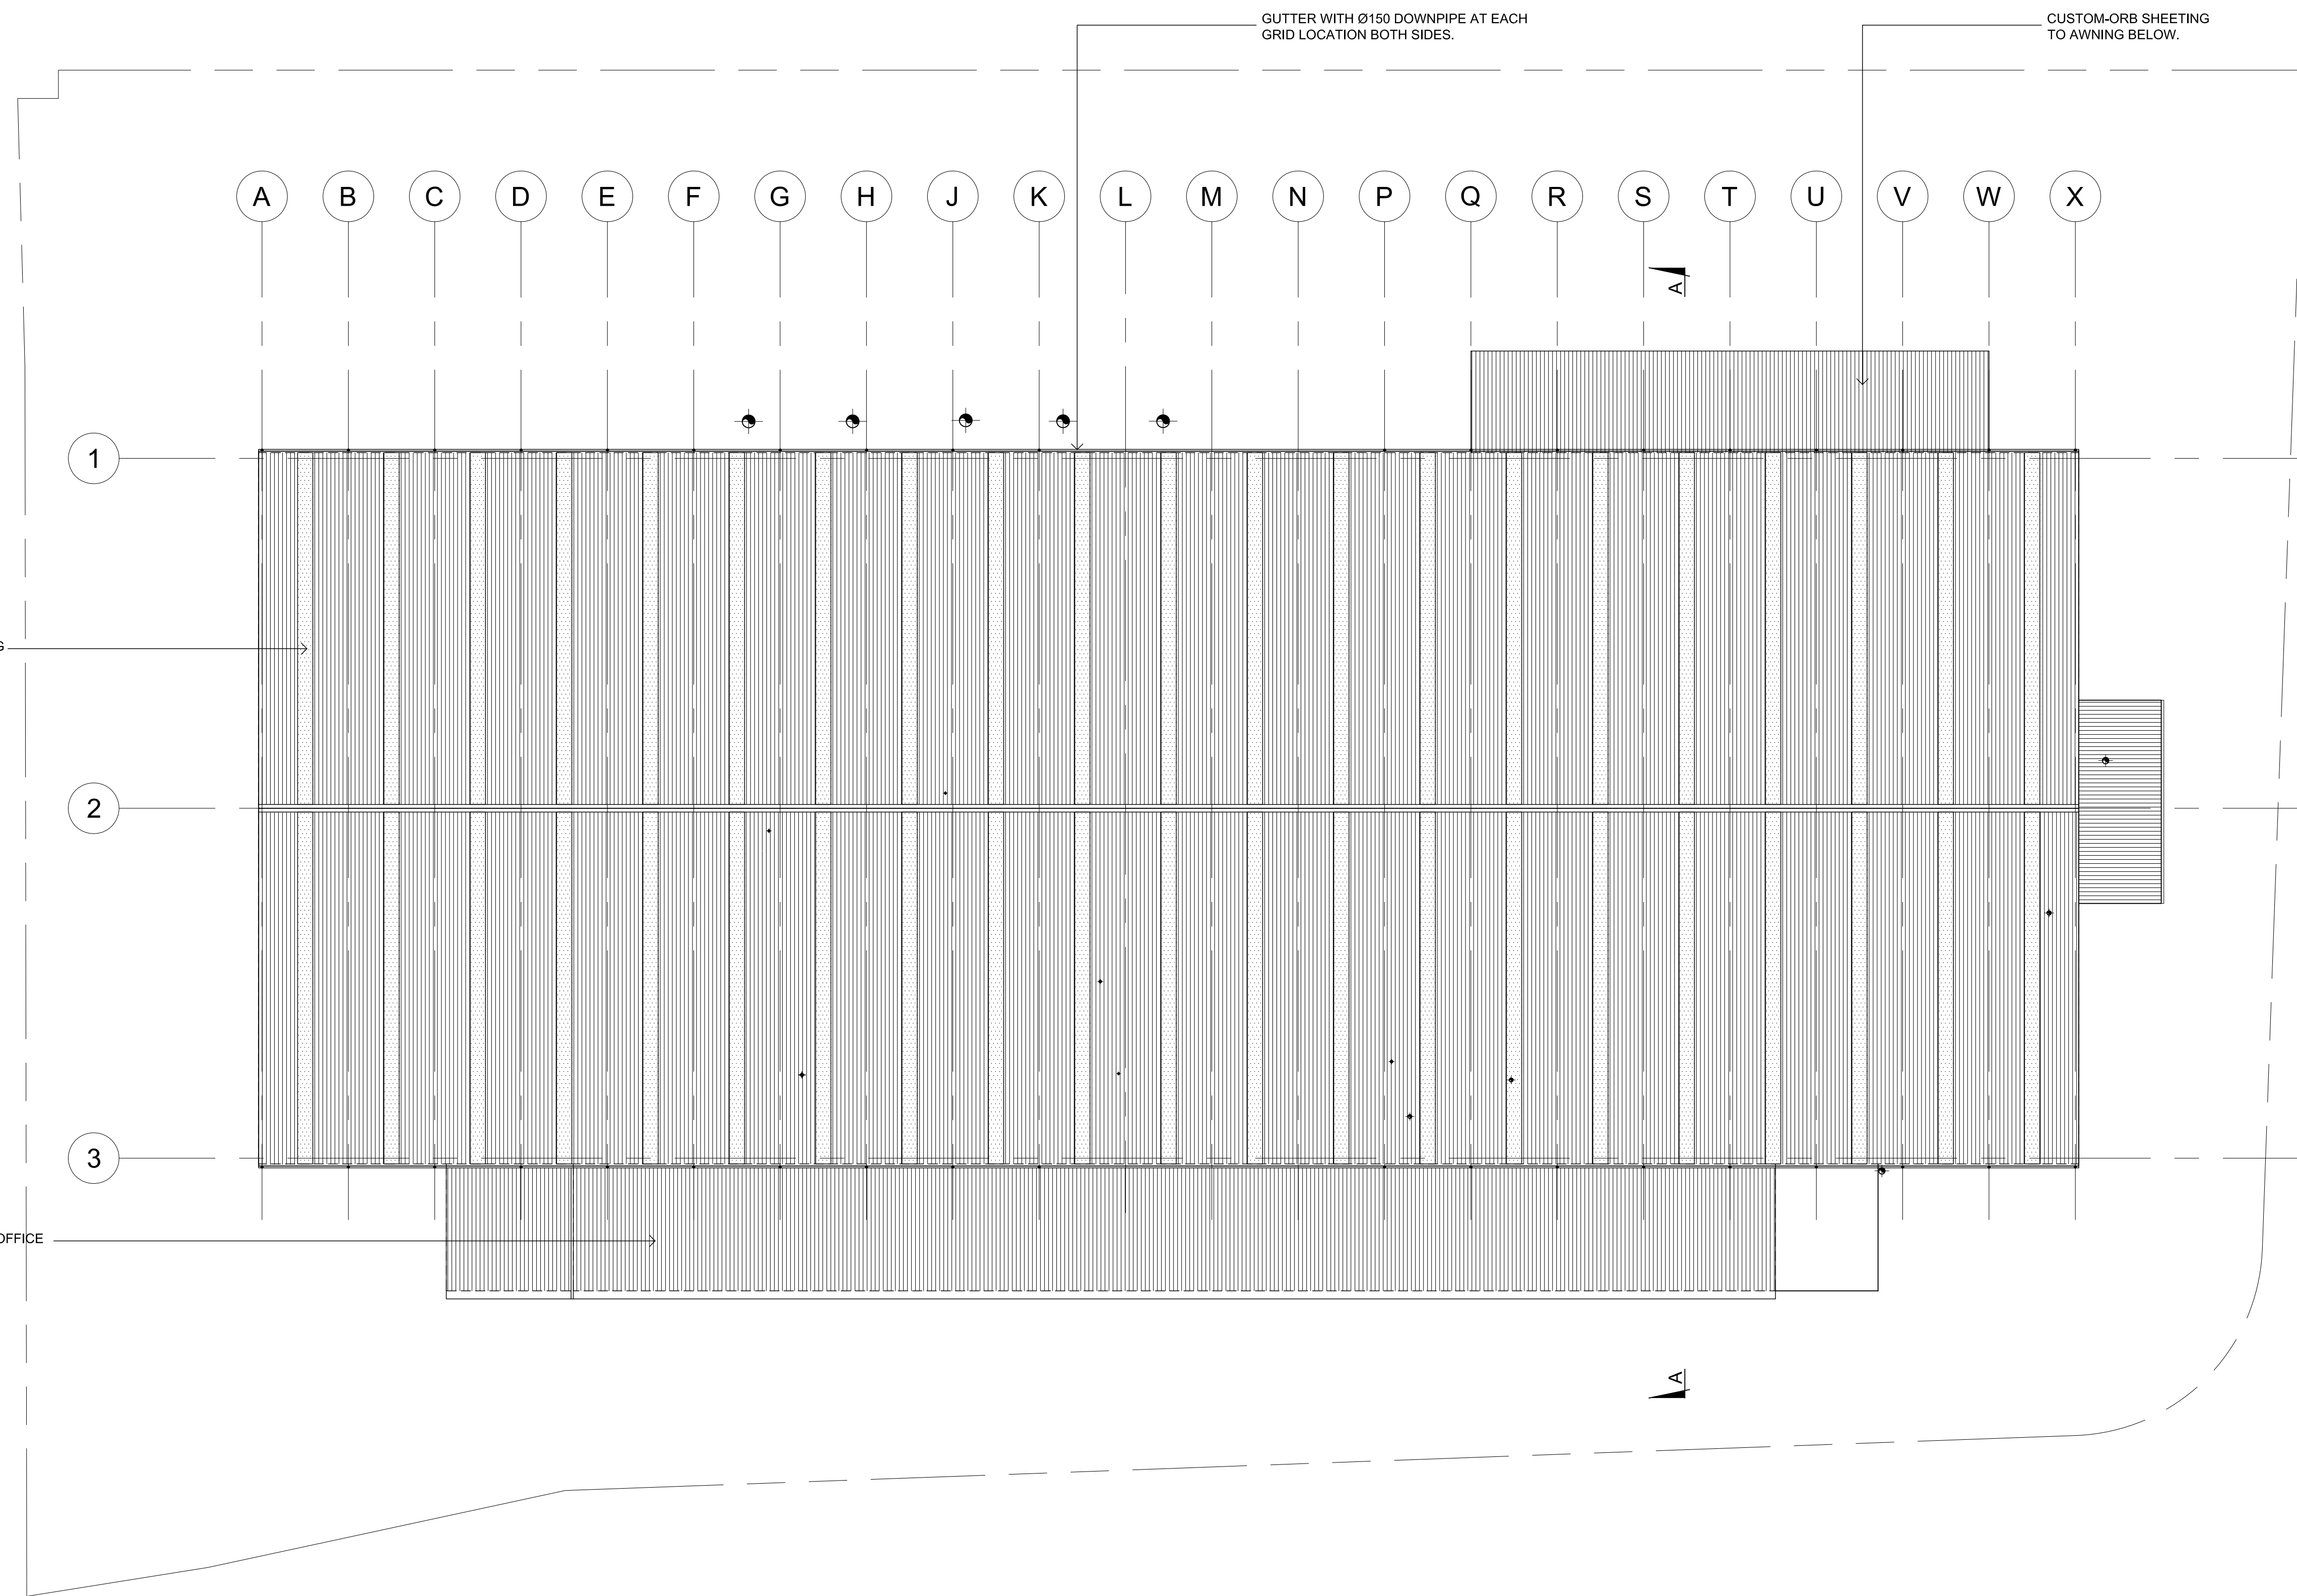 GUTTER WITH Ø150 DOWNPIPE AT EACH
GRID LOCATION BOTH SIDES.
CUSTOM-ORB SHEETING
TO AWNING BELOW.
A B C D E F G H J K L M N P Q R S T U V W X
A
1
G
2
3
OFFICE
A